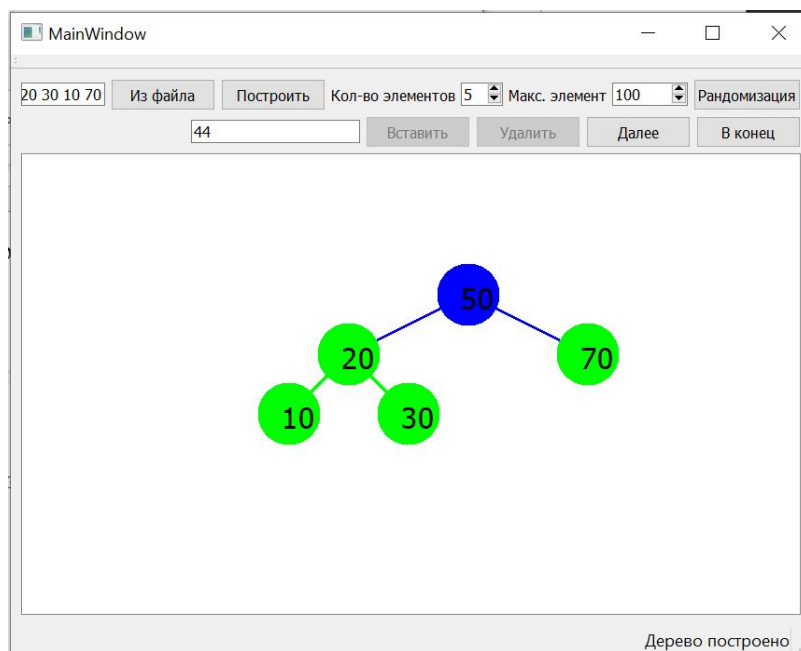 MainWindow
20 30 10 70 Из файла Построить Кол-во элементов 5 Макс. элемент 100 Рандомизация
44 Вставить Удалить Далее В конец
50
20 70
10 30
Дерево построено